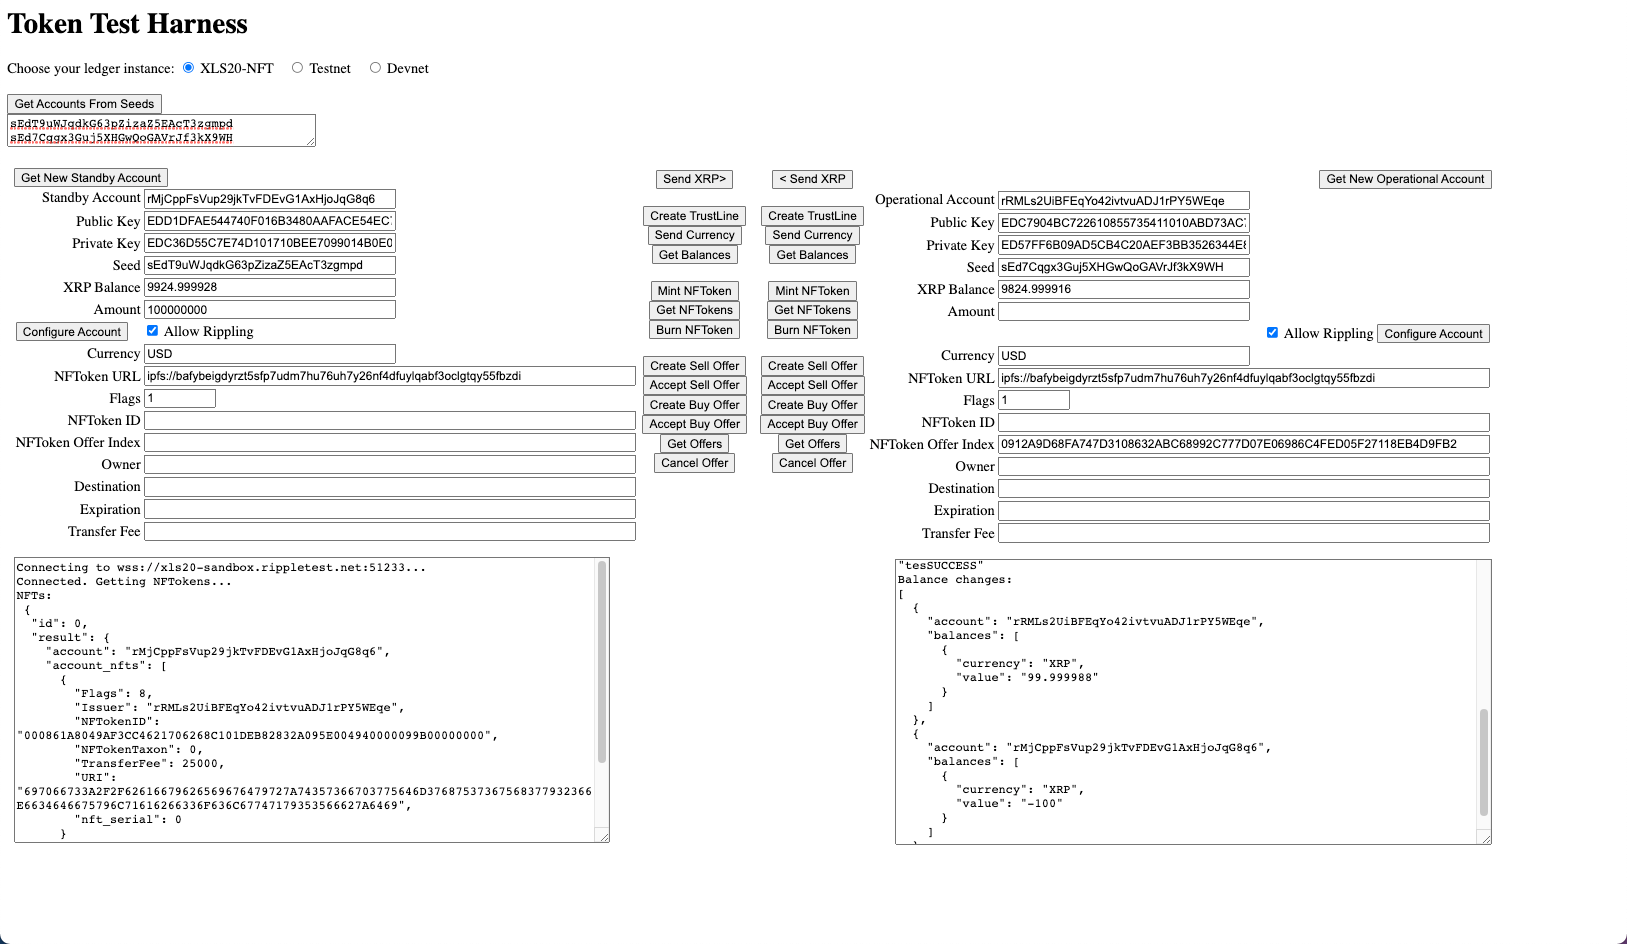 Token Test Harness
Choose your ledger instance: XLS20-NFT Testnet Devnet
Get Accounts From Seeds
sEdT9uWJqdkG63pZizaZ5EAcT3zgmpd
sEd7Cqgx3Guj5XHGwQoGAVrJf3kX9WH
Get New Standby Account
Standby Account rMjCppFsVup29jkTvFDEvG1AxHjoJqG8q6
Public Key EDD1DFAE544740F016B3480AAFACE54EC
Private Key EDC36D55C7E74D101710BEE7099014B0E0
Seed sEdT9uWJqdkG63pZizaZ5EAcT3zgmpd
XRP Balance 9924.999928
Amount 100000000
Configure Account Allow Rippling
Currency USD
NFToken URL ipfs://bafybeigdyrzt5sfp7udm7hu76uh7y26nf4dfuylqabf3oclgtqy55fbzdi
Flags 1
NFToken ID
NFToken Offer Index
Owner
Destination
Expiration
Transfer Fee
Send XRP> < Send XRP
Create TrustLine Create TrustLine
Send Currency Send Currency
Get Balances Get Balances
Mint NFToken Mint NFToken
Get NFTokens Get NFTokens
Burn NFToken Burn NFToken
Create Sell Offer Create Sell Offer
Accept Sell Offer Accept Sell Offer
Create Buy Offer Create Buy Offer
Accept Buy Offer Accept Buy Offer
Get Offers Get Offers
Cancel Offer Cancel Offer
Get New Operational Account
Operational Account rRMLs2UiBFEqYo42ivtvuADJ1rPY5WEqe
Public Key EDC7904BC722610855735411010ABD73AC
Private Key ED57FF6B09AD5CB4C20AEF3BB3526344E
Seed sEd7Cqgx3Guj5XHGwQoGAVrJf3kX9WH
XRP Balance 9824.999916
Amount
Allow Rippling Configure Account
Currency USD
NFToken URL ipfs://bafybeigdyrzt5sfp7udm7hu76uh7y26nf4dfuylqabf3oclgtqy55fbzdi
Flags 1
NFToken ID
NFToken Offer Index 0912A9D68FA747D3108632ABC68992C777D07E06986C4FED05F27118EB4D9FB2
Owner
Destination
Expiration
Transfer Fee
Connecting to wss://xls20-sandbox.rippletest.net:51233...
Connected. Getting NFTokens...
NFTs:
{
"id": 0,
"result": {
"account": "rMjCppFsVup29jkTvFDEvG1AxHjoJqG8q6",
"account_nfts": [
{
"Flags": 8,
"Issuer": "rRMLs2UiBFEqYo42ivtvuADJ1rPY5WEqe",
"NFTokenID":
"000861A8049AF3CC4621706268C101DEB82832A095E004940000099B00000000",
"NFTokenTaxon": 0,
"TransferFee": 25000,
"URI":
"697066733A2F2F62616679626569676479727A74357366703775646D3768753736756837793236 6
E6634646675796C71616266336F636C67747179353566627A6469",
"nft_serial": 0
}
"tesSUCCESS"
Balance changes:
[
{
"account": "rRMLs2UiBFEqYo42ivtvuADJ1rPY5WEqe",
"balances": [
{
"currency": "XRP",
"value": "99.999988"
}
]
},
{
"account": "rMjCppFsVup29jkTvFDEvG1AxHjoJqG8q6",
"balances": [
{
"currency": "XRP",
"value": "-100"
}
]